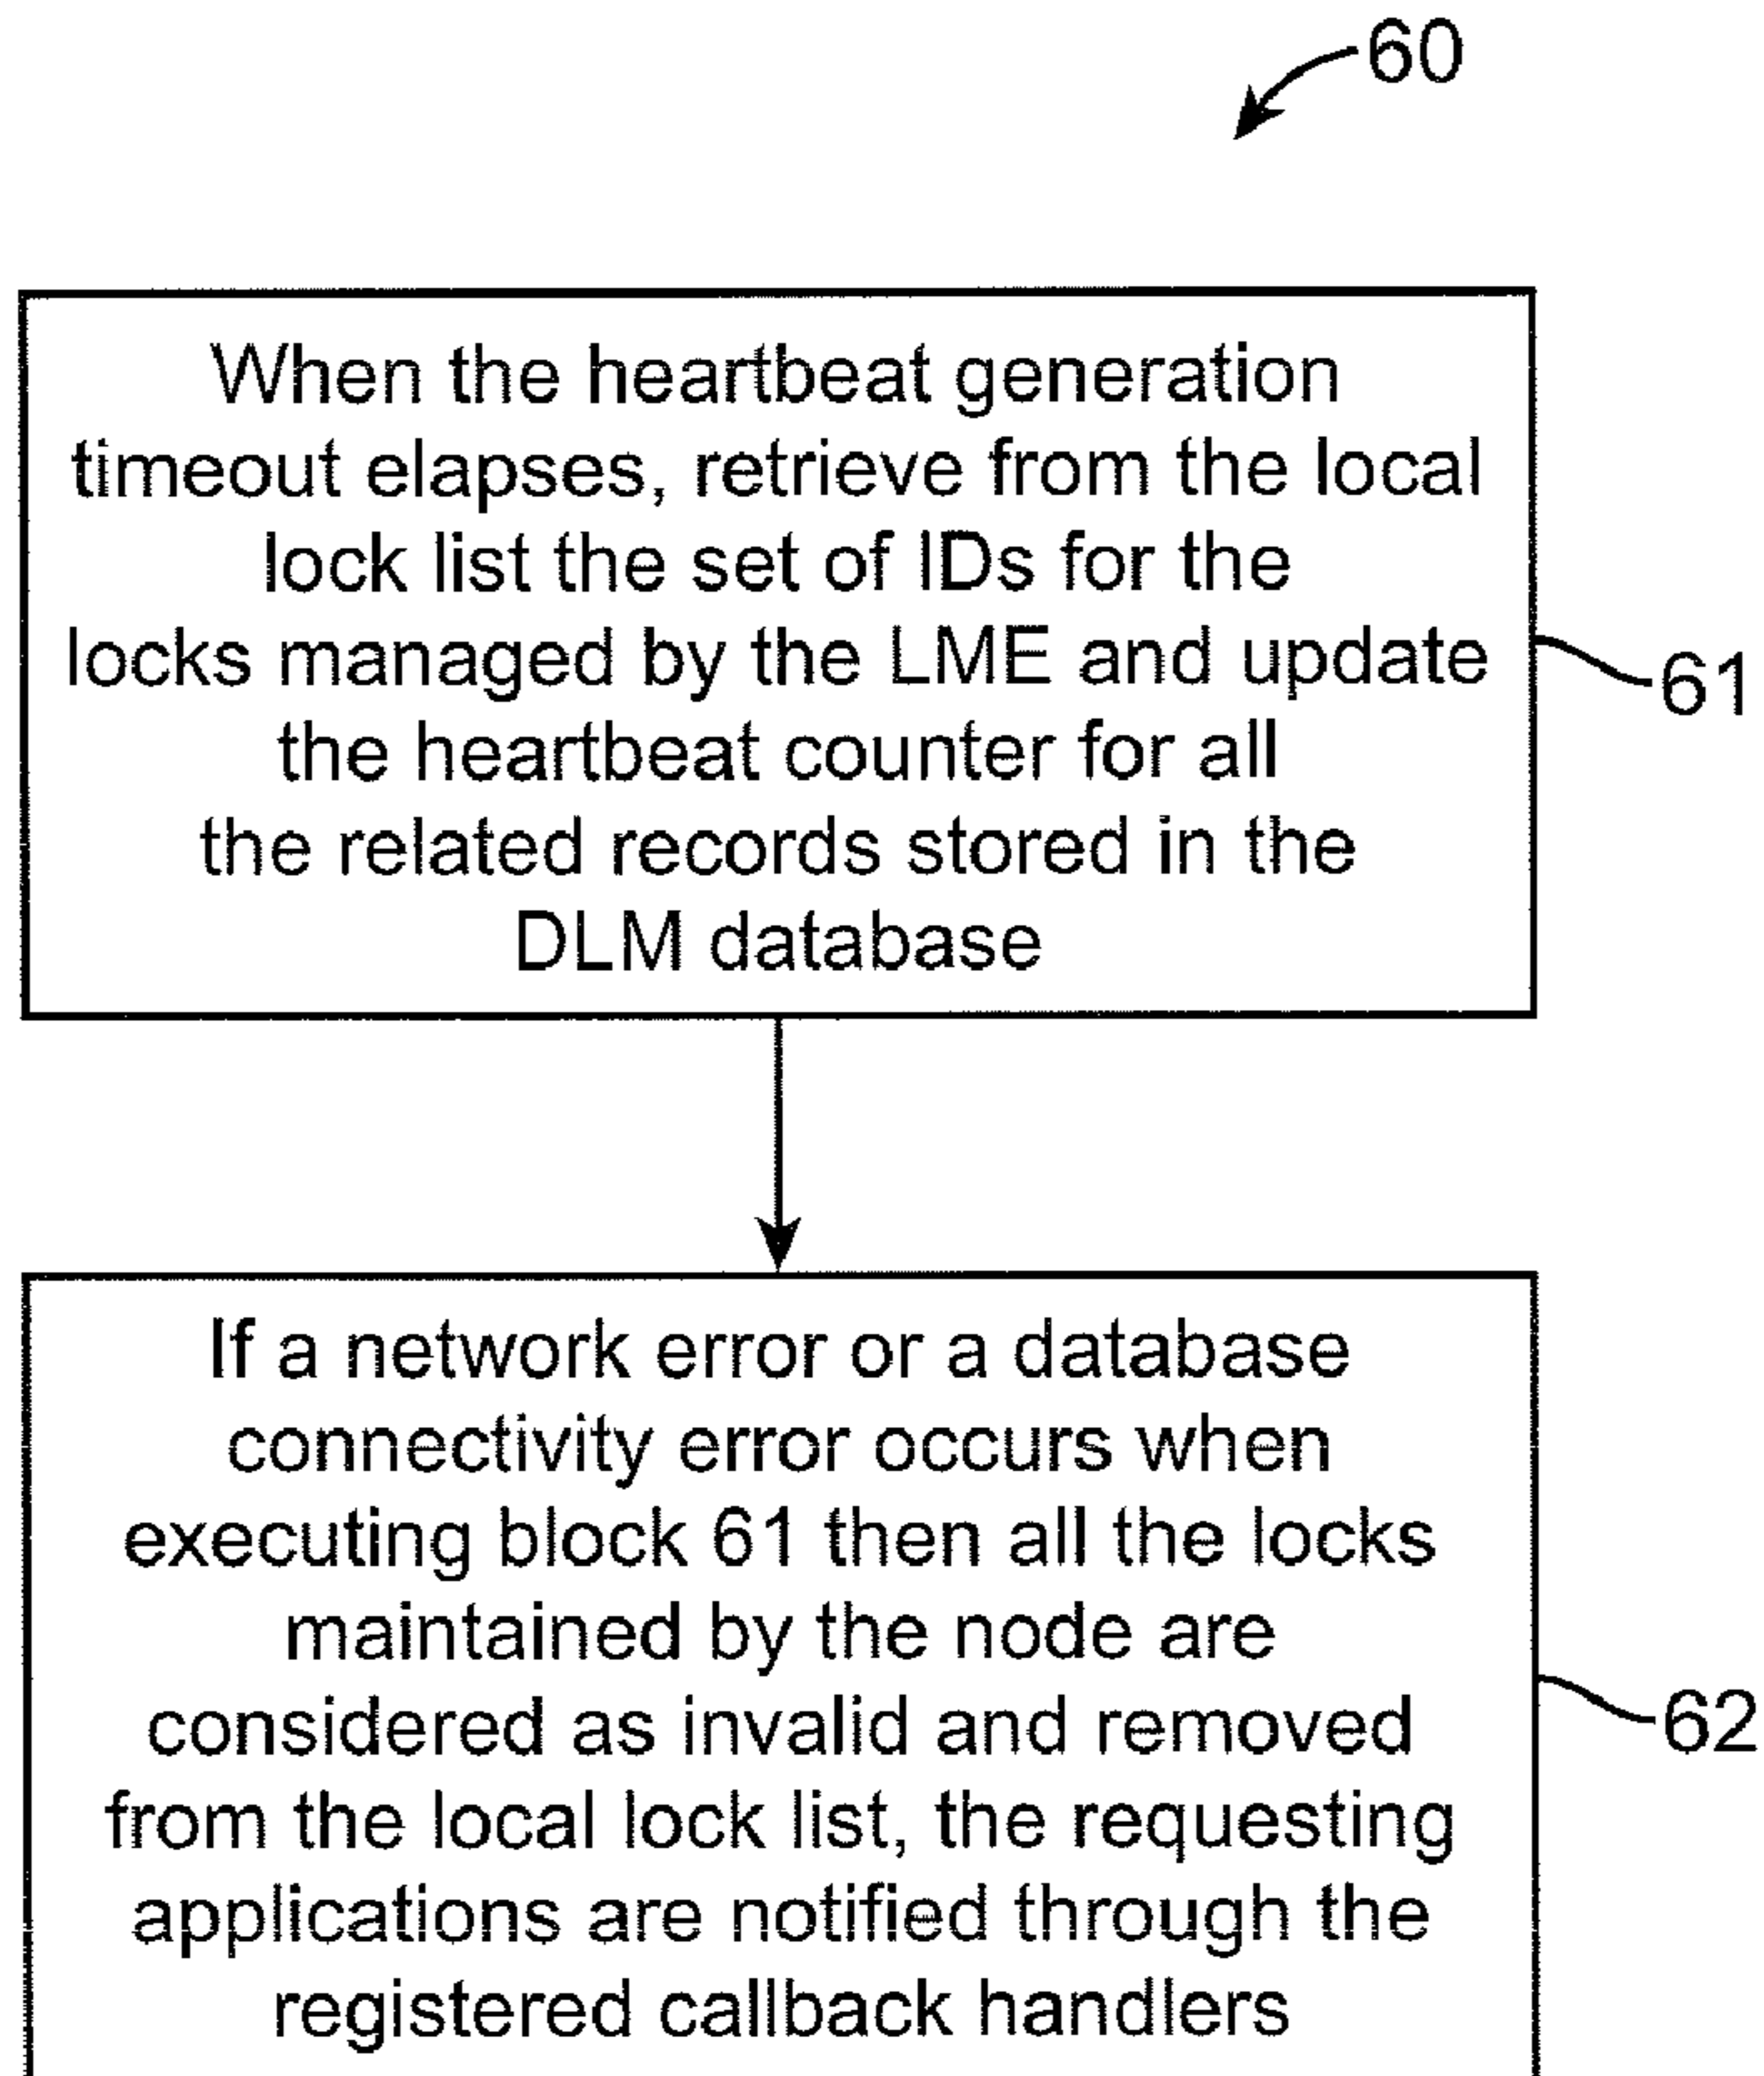 60
When the heartbeat generation
timeout elapses, retrieve from the local
lock list the set of IDs for the
locks managed by the LME and update
the heartbeat counter for all
the related records stored in the
DLM database
61
If a network error or a database
connectivity error occurs when
executing block 61 then all the locks
maintained by the node are
considered as invalid and removed
from the local lock list, the requesting
applications are notified through the
registered callback handlers
62